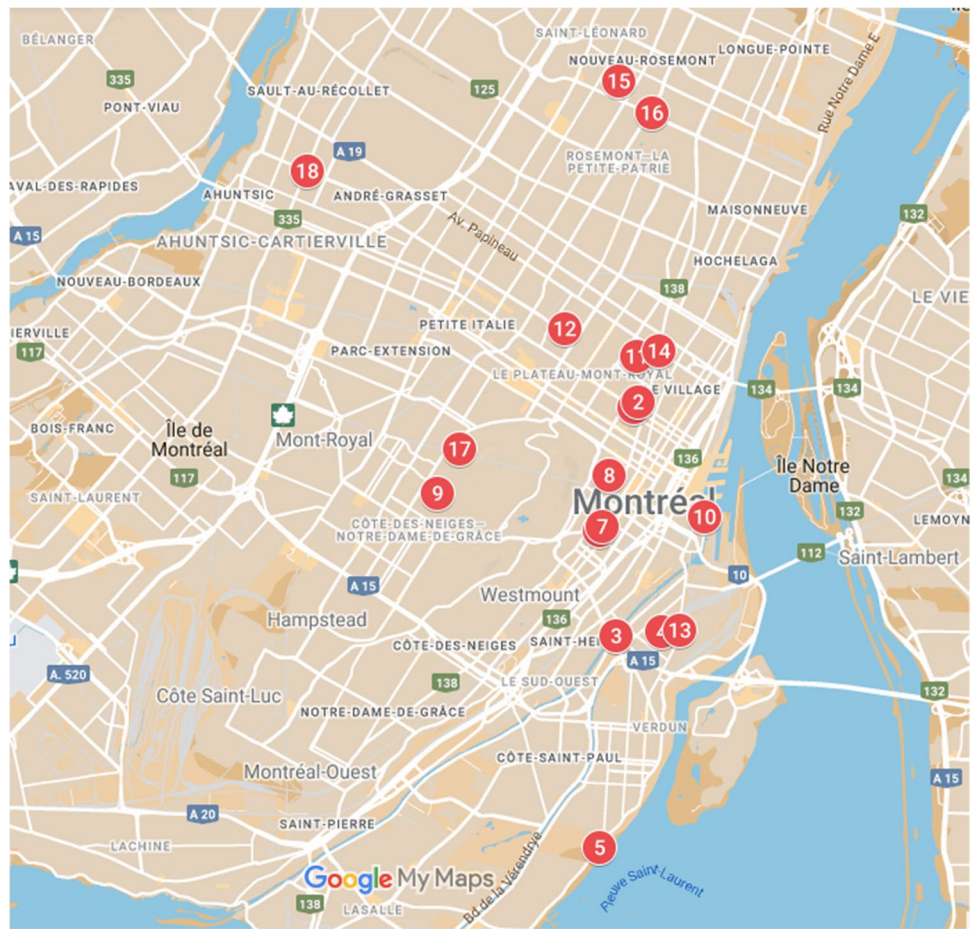 BÉLANGER
SAINT-LÉONARD
LONGUE-POINTE
NOUVEAU-ROSEMONT
335
125
15
PONT-VIAU
SAULT-AU-RÉCOLLET
16
Rue Notre Dame E
A 19
18
ROSEMONT–LA
PETITE-PATRIE
AVAL-DES-RAPIDES
AHUNTSIC
ANDRÉ-GRASSET
335
MAISONNEUVE
132
A 15
AHUNTSIC-CARTIERVILLE
Av. Papineau
HOCHELAGA
NOUVEAU-BORDEAUX
138
LE VIE
IERVILLE
PETITE ITALIE
12
117
PARC-EXTENSION
11
14
LE PLATEAU-MONT-ROYAL
E VILLAGE
134
134
2
BOIS-FRANC
Île de
Montréal
Mont-Royal
17
136
117
8
Île Notre
Dame
134
SAINT-LAURENT
9
Montréal
10
132
CÔTE-DES-NEIGES–
NOTRE-DAME-DE-GRÂCE
7
LEMOYN
112
Saint-Lambert
A 15
10
Westmount
Hampstead
136
CÔTE-DES-NEIGES
SAINT-HE
3
4
13
A 15
A. 520
138
LE SUD-OUEST
132
Côte Saint-Luc
NOTRE-DAME-DE-GRÂCE
VERDUN
CÔTE-SAINT-PAUL
Montréal-Ouest
A 15
A 20
SAINT-PIERRE
LACHINE
5
Google My Maps
Bd de la Vérendrye
Fleuve Saint-Laurent
138
LASALLE